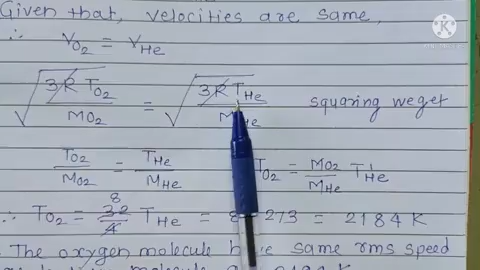 Given that, velocities are same,
∴ V_O2 = V_He
√(3R T_O2 / M_O2) = √(3R T_He / M_He) squaring we get
T_O2 / M_O2 = T_He / M_He T_O2 = M_O2 / M_He T_He
∴ T_O2 = 32 / 4 8 T_He = 273 = 2184 K
The oxygen molecule have same rms speed
molecule